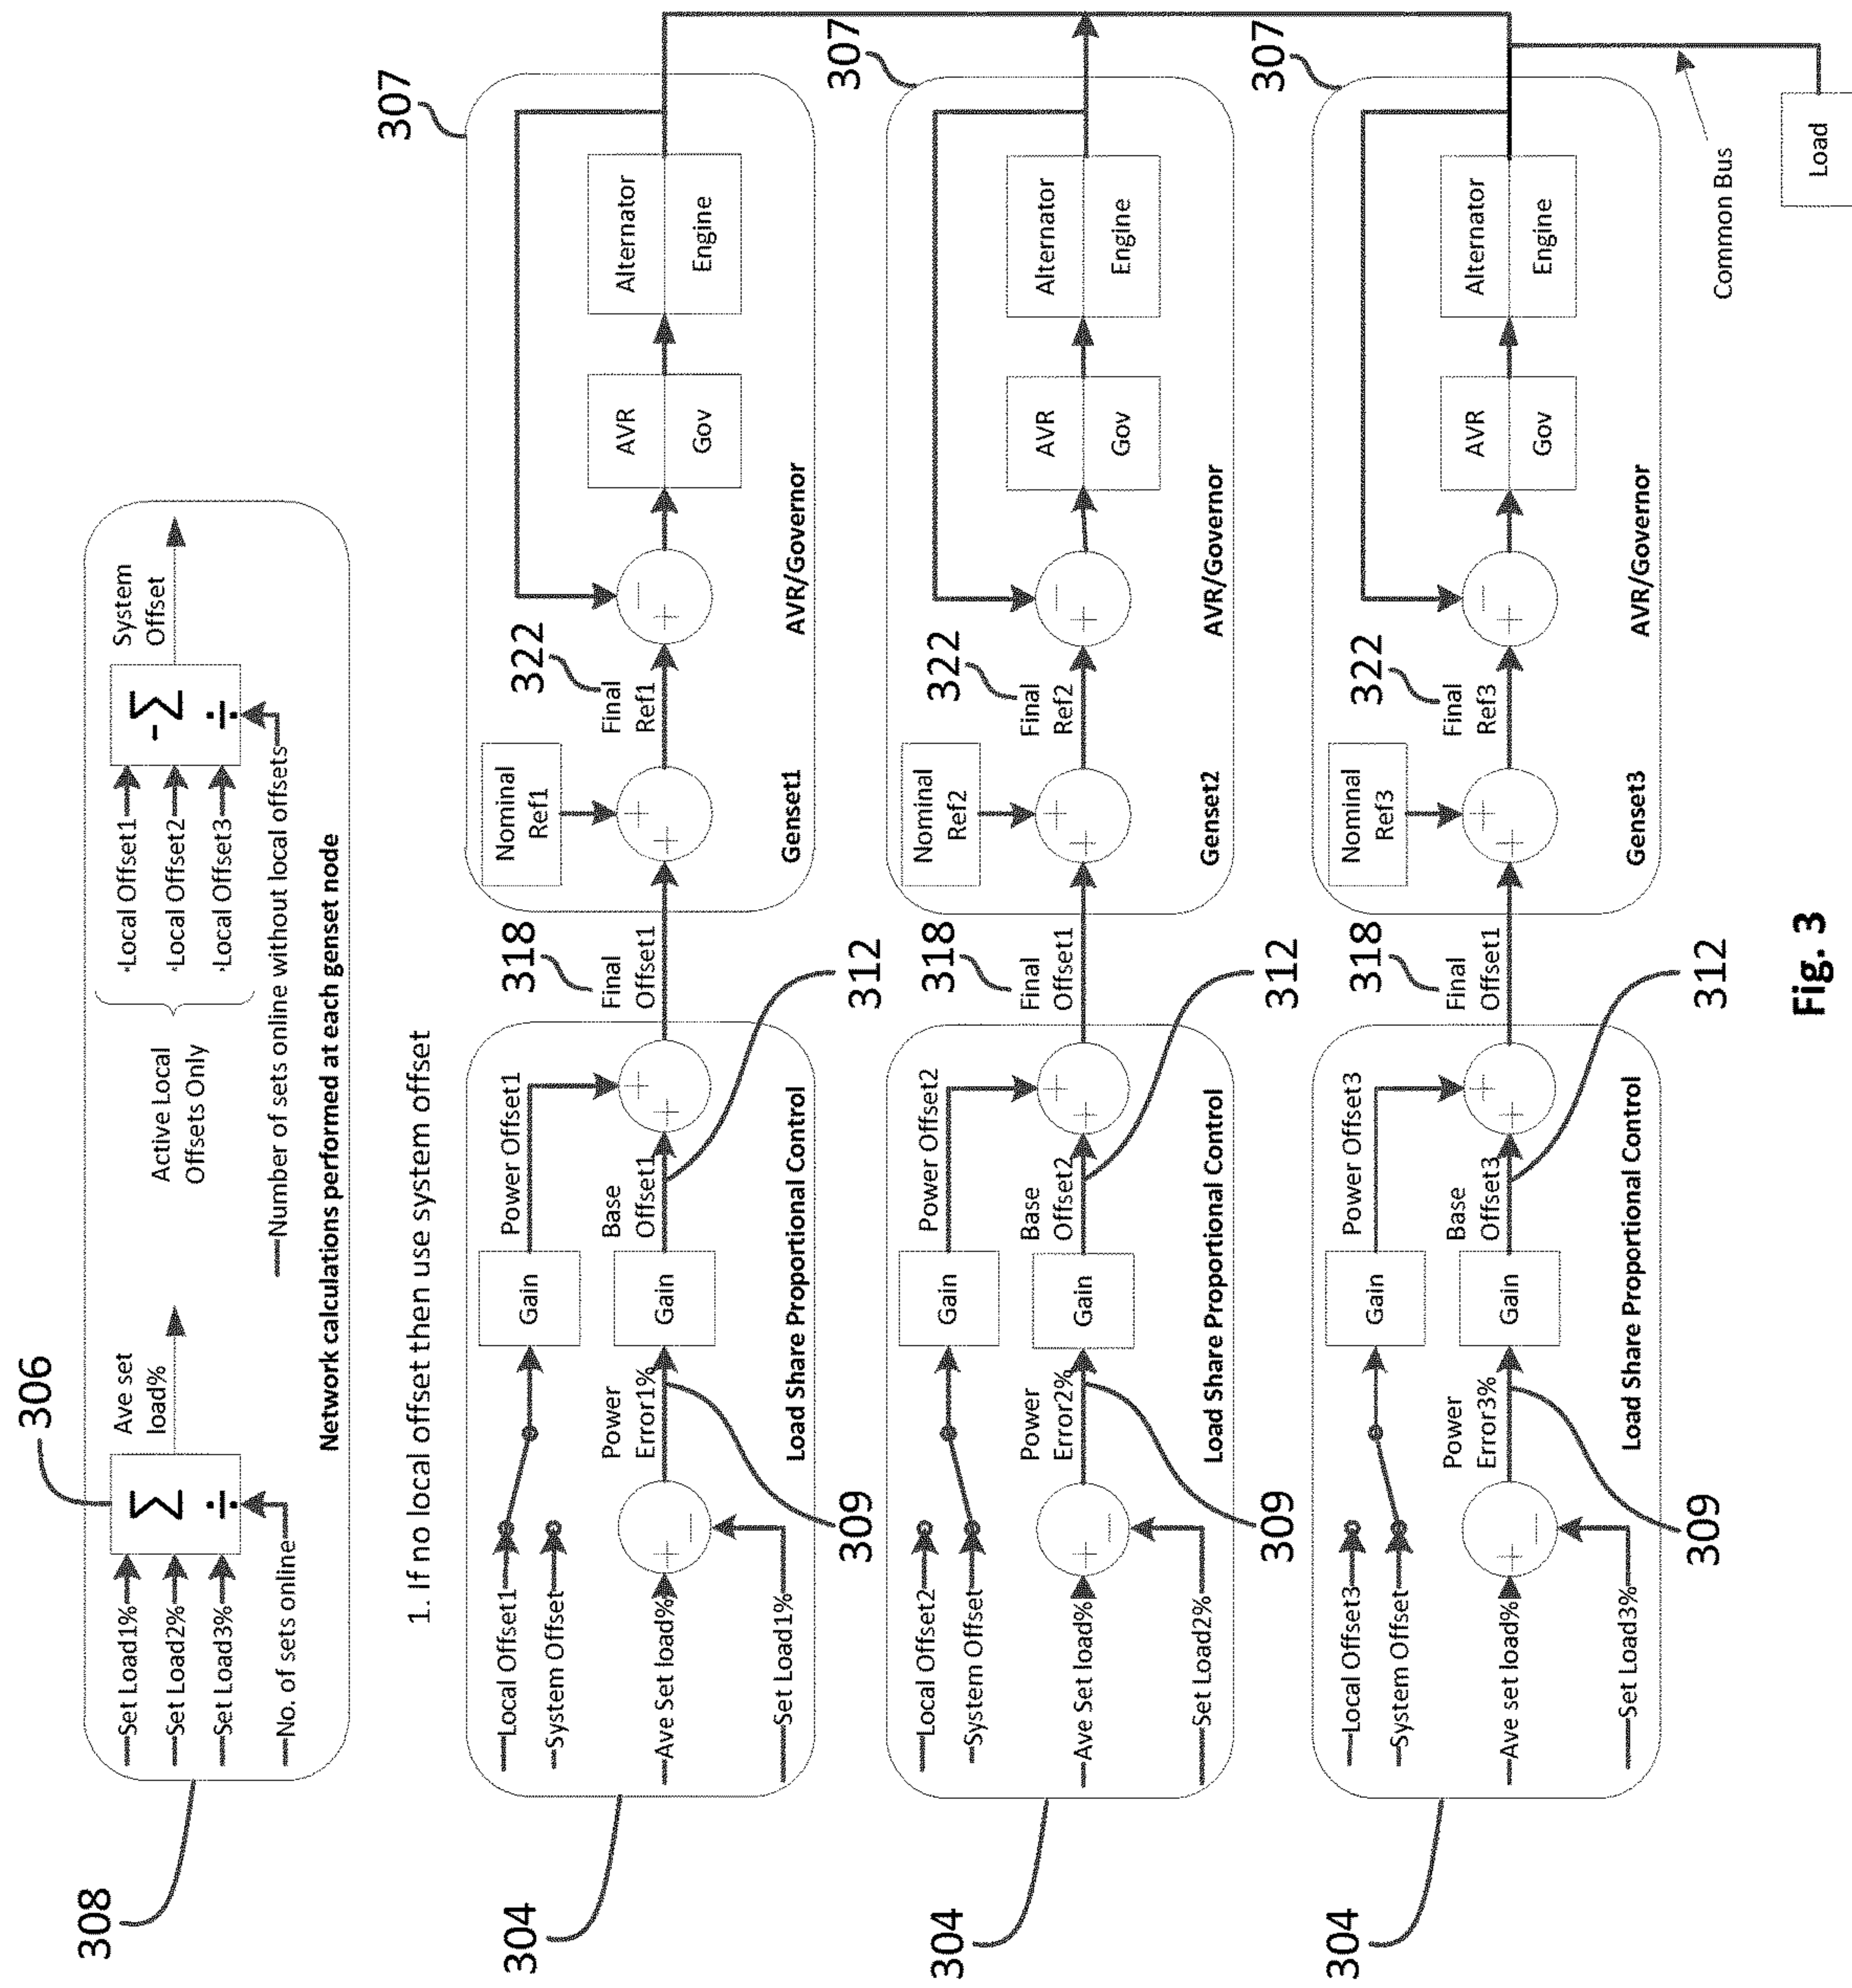 308
306
Set Load1%
Set Load2%
Set Load3%
No. of sets online
Σ
÷
Ave set
load%
Active Local
Offsets Only
Local Offset1
Local Offset2
Local Offset3
Number of sets online without local offsets
-Σ
÷
System
Offset
Network calculations performed at each genset node
1. If no local offset then use system offset
304
Local Offset1
System Offset
Ave Set load%
Set Load1%
+
−
Power
Error1%
309
Gain
Gain
Power Offset1
Base
Offset1
+
+
312
Load Share Proportional Control
318
Final
Offset1
307
Nominal
Ref1
+
+
Genset1
322
Final
Ref1
−
+
AVR
Gov
Alternator
Engine
AVR/Governor
304
Local Offset2
System Offset
Ave Set load%
Set Load2%
+
−
Power
Error2%
309
Gain
Gain
Power Offset2
Base
Offset2
+
+
312
Load Share Proportional Control
318
Final
Offset1
307
Nominal
Ref2
+
+
Genset2
322
Final
Ref2
−
+
AVR
Gov
Alternator
Engine
AVR/Governor
304
Local Offset3
System Offset
Ave set load%
Set Load3%
+
−
Power
Error3%
309
Gain
Gain
Power Offset3
Base
Offset3
+
+
312
Load Share Proportional Control
318
Final
Offset1
307
Nominal
Ref3
+
+
Genset3
322
Final
Ref3
−
+
AVR
Gov
Alternator
Engine
AVR/Governor
Common Bus
Load
Fig. 3